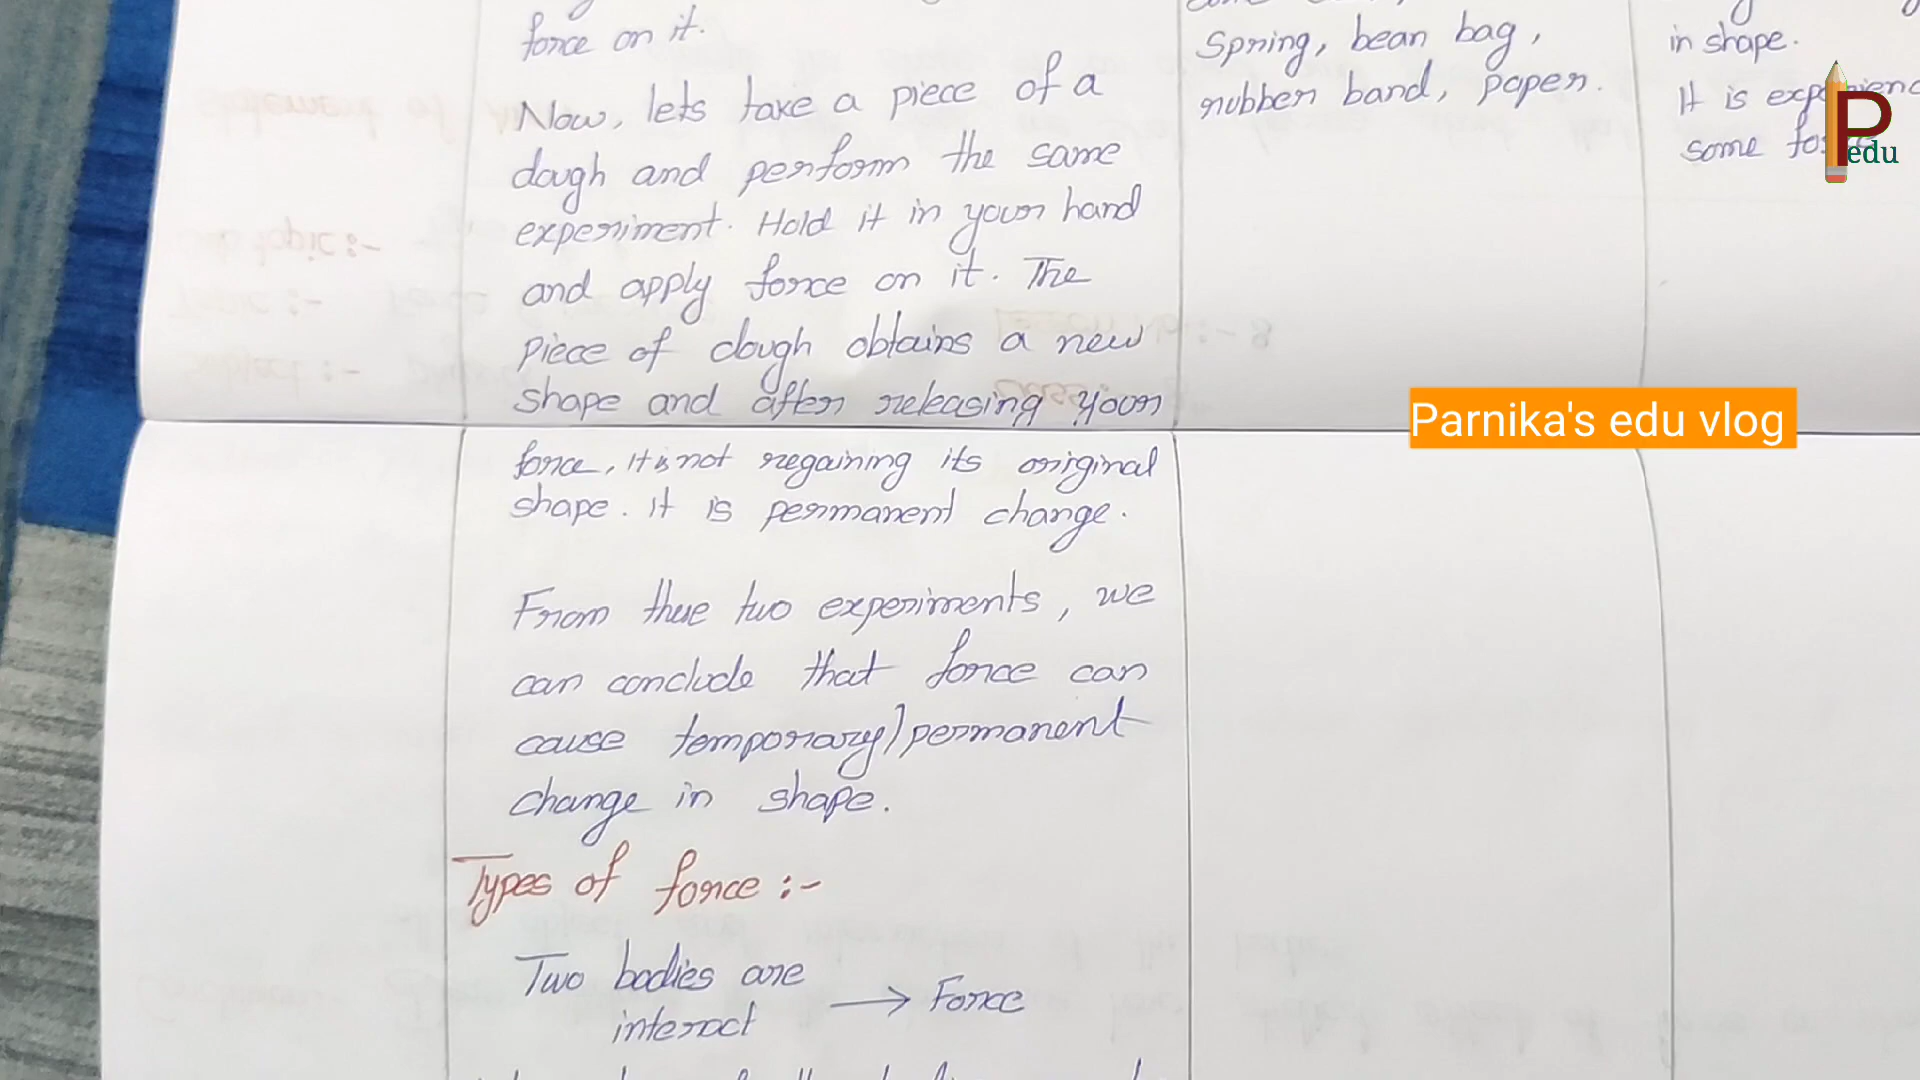 force on it.
Now, lets take a piece of a
dough and perform the same
experiment. Hold it in your hand
and apply force on it. The
piece of dough obtains a new
shape and after releasing your
force, it is not regaining its original
shape. it is permanent change.
From these two experiments, we
can conclude that force can
cause temporary/permanent
change in shape.
Types of force :-
Two bodies are
interact → Force
Spring, bean bag,
rubber band, paper.
in shape.
It is
some
P
edu
Parnika's edu vlog